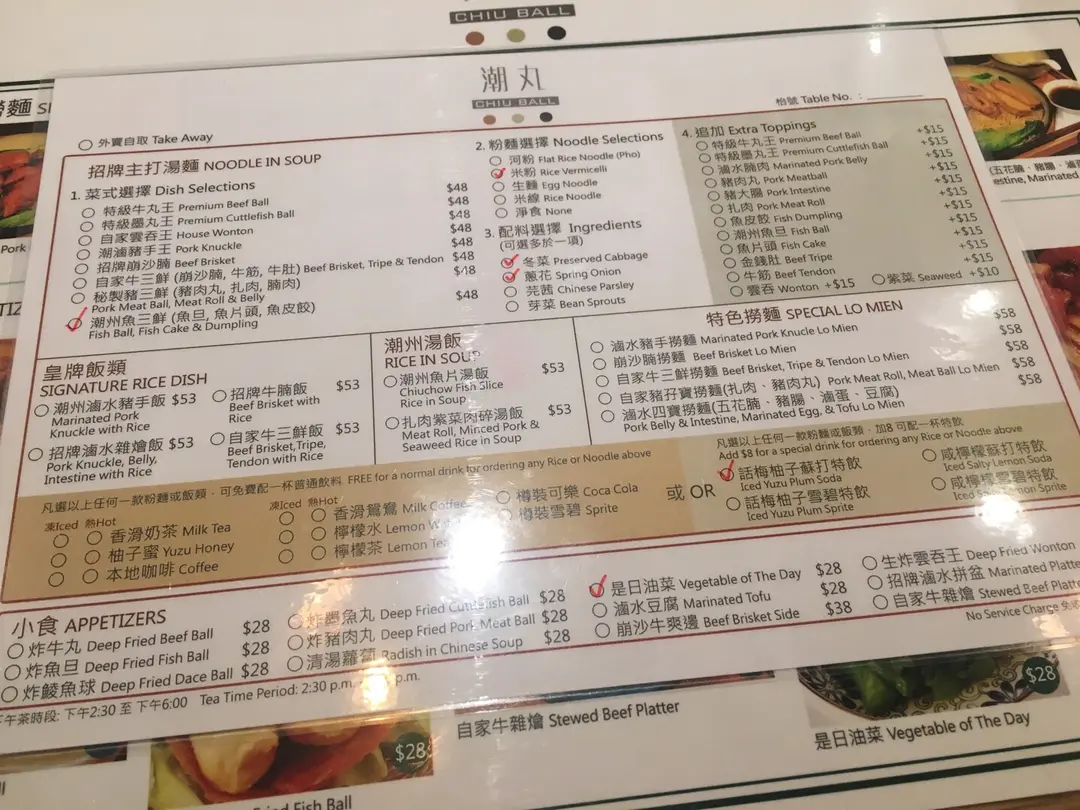 CHIU BALL
潮丸
CHIU BALL
外賣自取 Take Away
枱號 Table No. :
招牌主打湯麵 NOODLE IN SOUP
1. 菜式選擇 Dish Selections
特級牛丸王 Premium Beef Ball $48
特級墨丸王 Premium Cuttlefish Ball $48
自家雲吞王 House Wonton $48
潮滷豬手王 Pork Knuckle $48
招牌崩沙腩 Beef Brisket $48
自家牛三鮮 (崩沙腩, 牛筋, 牛肚) Beef Brisket, Tripe & Tendon $48
秘製豬三鮮 (豬肉丸, 扎肉, 腩肉) $48
Pork Meat Ball, Meat Roll & Belly
潮州魚三鮮 (魚旦, 魚片頭, 魚皮餃) $48
Fish Ball, Fish Cake & Dumpling
2. 粉麵選擇 Noodle Selections
河粉 Flat Rice Noodle (Pho)
米粉 Rice Vermicelli
生麵 Egg Noodle
米線 Rice Noodle
淨食 None
3. 配料選擇 Ingredients
(可選多於一項)
冬菜 Preserved Cabbage
蔥花 Spring Onion
芫茜 Chinese Parsley
芽菜 Bean Sprouts
4. 追加 Extra Toppings
特級牛丸王 Premium Beef Ball +$15
特級墨丸王 Premium Cuttlefish Ball +$15
滷水腩肉 Marinated Pork Belly +$15
豬肉丸 Pork Meatball +$15
豬大腸 Pork Intestine +$15
扎肉 Pork Meat Roll +$15
魚皮餃 Fish Dumpling +$15
潮州魚旦 Fish Ball +$15
魚片頭 Fish Cake +$15
金錢肚 Beef Tripe +$15
牛筋 Beef Tendon +$15
雲吞 Wonton +$15
紫菜 Seaweed +$10
皇牌飯類
SIGNATURE RICE DISH
潮州滷水豬手飯 $53
Marinated Pork
Knuckle with Rice
招牌滷水雜燴飯 $53
Pork Knuckle, Belly,
Intestine with Rice
招牌牛腩飯 $53
Beef Brisket with
Rice
自家牛三鮮飯 $53
Beef Brisket,Tripe,
Tendon with Rice
潮州湯飯
RICE IN SOUP
潮州魚片湯飯 $53
Chiuchow Fish Slice
Rice in Soup
扎肉紫菜肉碎湯飯 $53
Meat Roll, Minced Pork &
Seaweed Rice in Soup
特色撈麵 SPECIAL LO MIEN
滷水豬手撈麵 Marinated Pork Knucle Lo Mien $58
崩沙腩撈麵 Beef Brisket Lo Mien $58
自家牛三鮮撈麵 Beef Brisket, Tripe & Tendon Lo Mien $58
自家豬孖寶撈麵(扎肉、豬肉丸) Pork Meat Roll, Meat Ball Lo Mien $58
滷水四寶撈麵(五花腩、豬腸、滷蛋、豆腐) $58
Pork Belly & Intestine, Marinated Egg, & Tofu Lo Mien
凡選以上任何一款粉麵或飯類﹐可免費配一杯普通飲料 FREE for a normal drink for ordering any Rice or Noodle above
凍Iced 熱Hot
香滑奶茶 Milk Tea
柚子蜜 Yuzu Honey
本地咖啡 Coffee
凍Iced 熱Hot
香滑鴛鴦 Milk Coffee
檸檬水 Lemon
檸檬茶 Lemon Tea
樽裝可樂 Coca Cola
樽裝雪碧 Sprite
或 OR
凡選以上任何一款粉麵或飯類﹐加8 可配一杯特飲
Add $8 for a special drink for ordering any Rice or Noodle above
話梅柚子蘇打特飲
Iced Yuzu Plum Soda
話梅柚子雪碧特飲
Iced Yuzu Plum Sprite
咸檸檬蘇打特飲
Iced Salty Lemon Soda
咸檸檬雪碧特飲
Lemon Sprite
小食 APPETIZERS
炸牛丸 Deep Fried Beef Ball $28
炸魚旦 Deep Fried Fish Ball $28
炸鯪魚球 Deep Fried Dace Ball $28
炸墨魚丸 Deep Fried Cuttlefish Ball $28
炸豬肉丸 Deep Fried Pork Meat Ball $28
清湯蘿蔔 Radish in Chinese Soup $28
是日油菜 Vegetable of The Day $28
滷水豆腐 Marinated Tofu $28
崩沙牛爽邊 Beef Brisket Side $38
生炸雲吞王 Deep Fried Wonton
招牌滷水拼盆 Marinated Platte
自家牛雜燴 Stewed Beef Platte
No Service Charge
下午茶時段: 下午2:30 至 下午6:00 Tea Time Period: 2:30 p.m. p.m.
自家牛雜燴 Stewed Beef Platter
是日油菜 Vegetable of The Day
$28
$28
Fish Ball